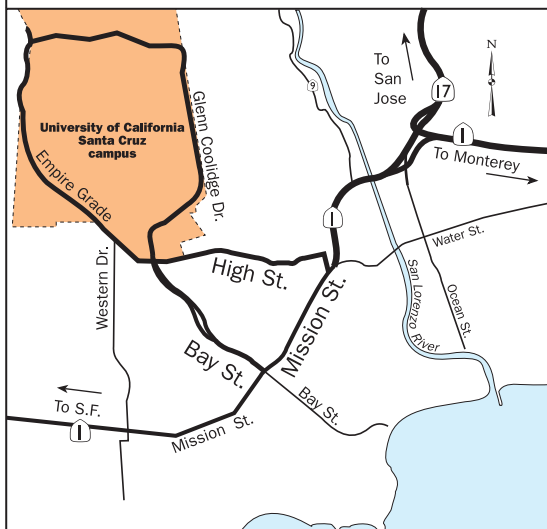 To
San
Jose
N
9
17
1
To Monterey
University of California
Santa Cruz
campus
Glenn Coolidge Dr.
Empire Grade
1
Water St.
High St.
Western Dr.
Mission St.
San Lorenzo
River
Ocean St.
Bay St.
Bay St.
To S.F.
1
Mission St.